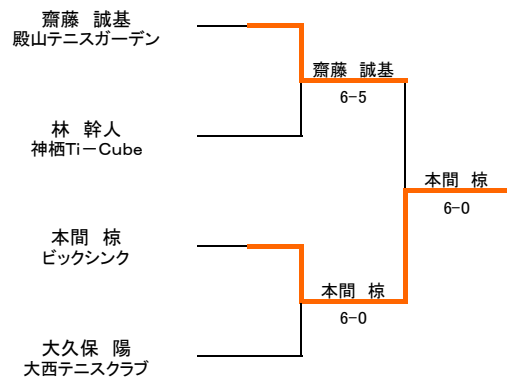 齋藤　誠基
殿山テニスガーデン
齋藤　誠基
6-5
林　幹人
神栖Ti－Cube
本間　椋
6-0
本間　椋
ビックシンク
本間　椋
6-0
大久保　陽
大西テニスクラブ